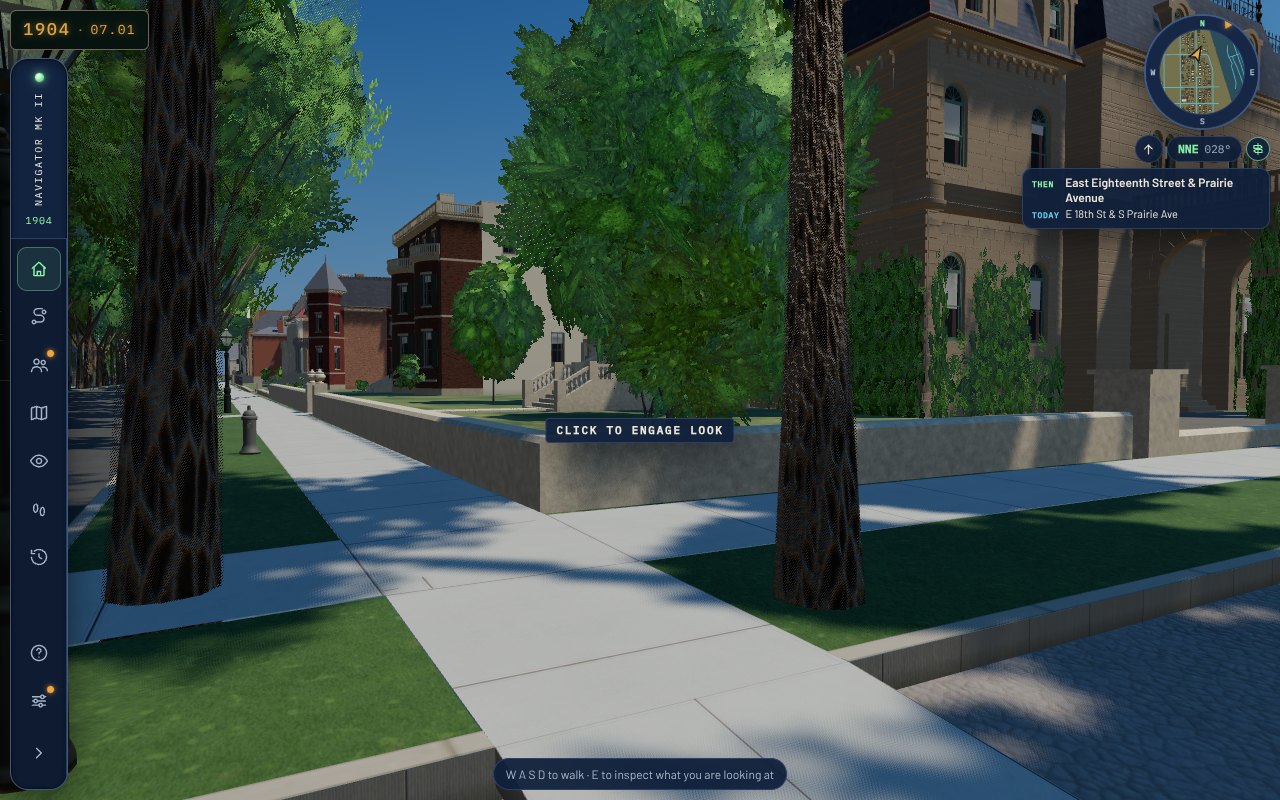 1904 · 07.01
NAVIGATOR MK II
1904
N
W
E
S
NNE 028°
THEN East Eighteenth Street & Prairie
Avenue
TODAY E 18th St & S Prairie Ave
CLICK TO ENGAGE LOOK
W A S D to walk · E to inspect what you are looking at